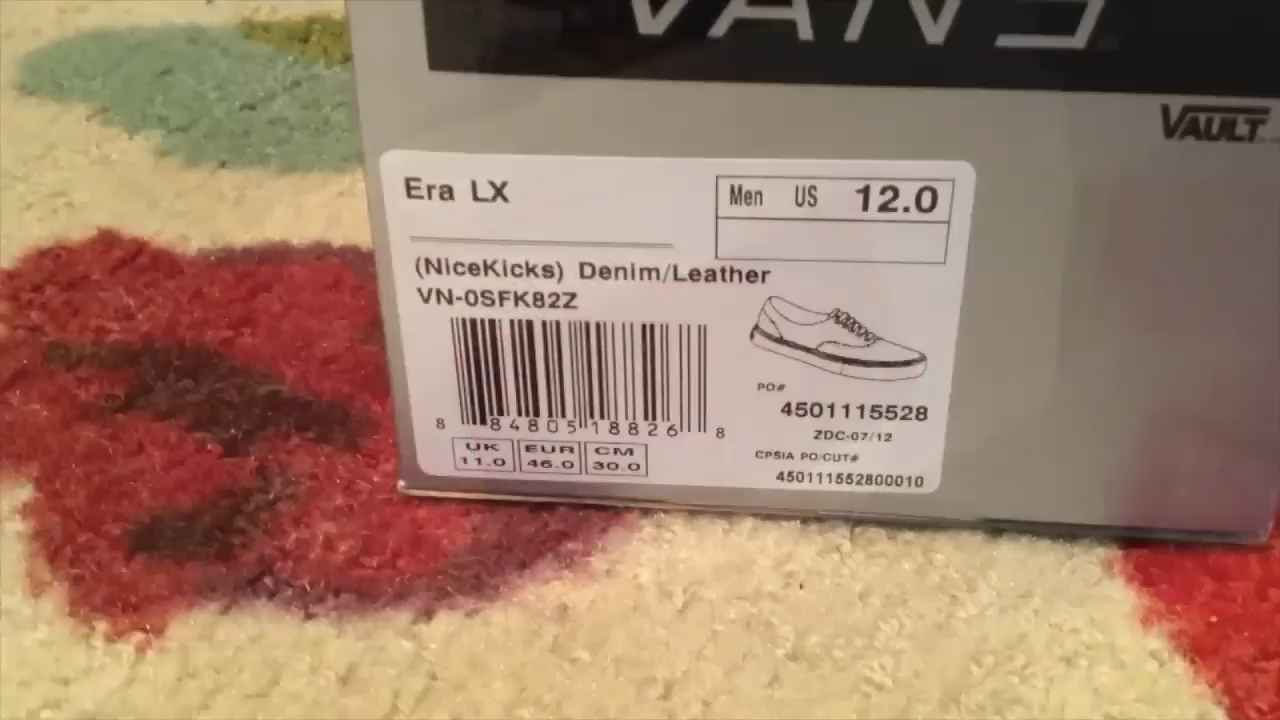 VANS
VAULT
Era LX
Men US 12.0
(NiceKicks) Denim/Leather
VN-0SFK82Z
8 84805 18826 8
PO#
4501115528
ZDC-07/12
CPSIA PO/CUT#
450111552800010
UK EUR CM
11.0 46.0 30.0